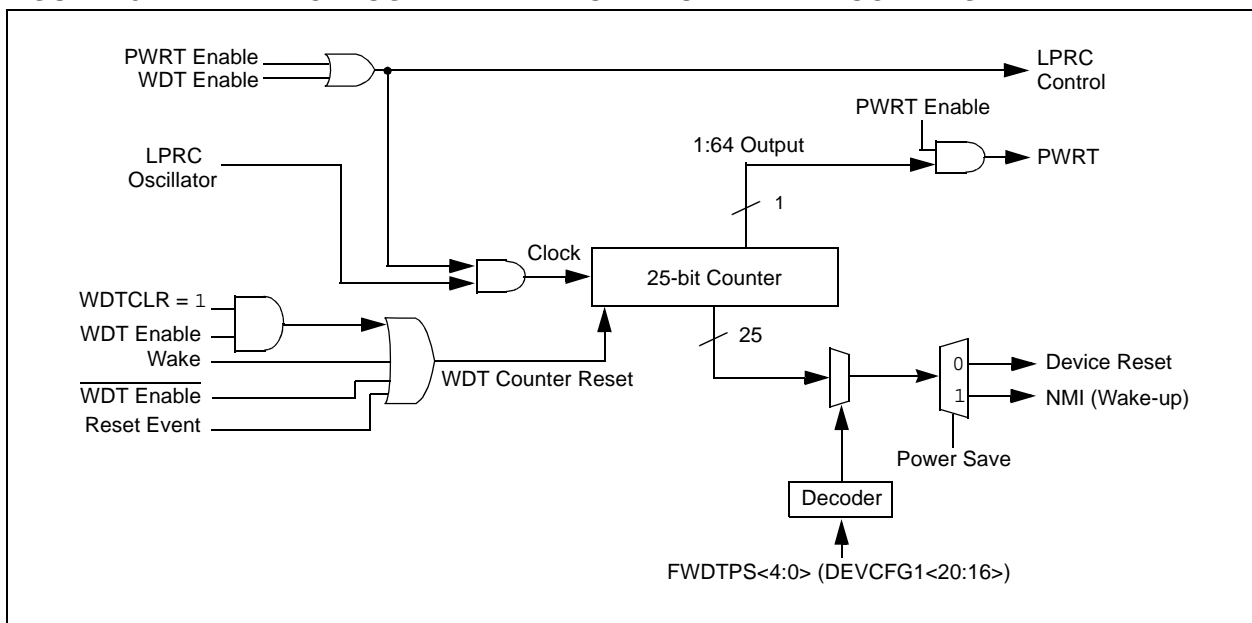 PWRT Enable
WDT Enable
LPRC
Control
PWRT Enable
1:64 Output
PWRT
LPRC
Oscillator
1
Clock
25-bit Counter
WDTCLR = 1
WDT Enable
Wake
WDT Enable
Reset Event
WDT Counter Reset
25
0
1
Device Reset
NMI (Wake-up)
Power Save
Decoder
FWDTPS<4:0> (DEVCFG1<20:16>)